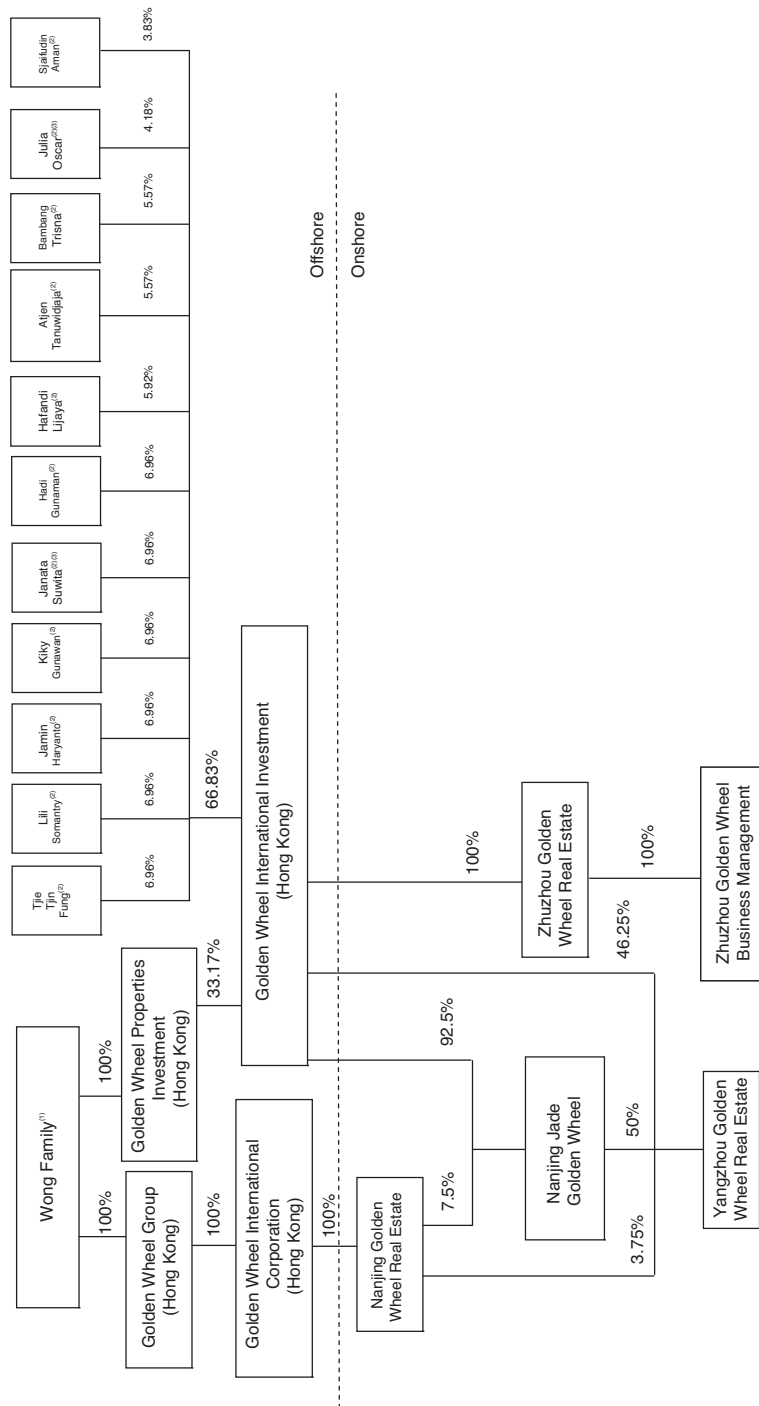 Wong Family(1)
100%
100%
Golden Wheel Group
(Hong Kong)
Golden Wheel Properties
Investment
(Hong Kong)
Tjie
Tjin
Fung(2)
Lili
Somantry(2)
Jamin
Haryanto(2)
Kiky
Gunawan(2)
Janata
Suwita(2)(3)
Hadi
Gunaman(2)
Hafandi
Lijaya(2)
Atjen
Tanuwidjaja(2)
Bambang
Trisna(2)
Julia
Oscar(2)(3)
Sjaifudin
Aman(2)
6.96%
6.96%
6.96%
6.96%
6.96%
6.96%
5.92%
5.57%
5.57%
4.18%
3.83%
100%
33.17%
66.83%
Golden Wheel International
Corporation
(Hong Kong)
Golden Wheel International Investment
(Hong Kong)
100%
Offshore
Onshore
Nanjing Golden
Wheel Real Estate
7.5%
92.5%
100%
Nanjing Jade
Golden Wheel
Zhuzhou Golden
Wheel Real Estate
3.75%
50%
46.25%
100%
Yangzhou Golden
Wheel Real Estate
Zhuzhou Golden Wheel
Business Management